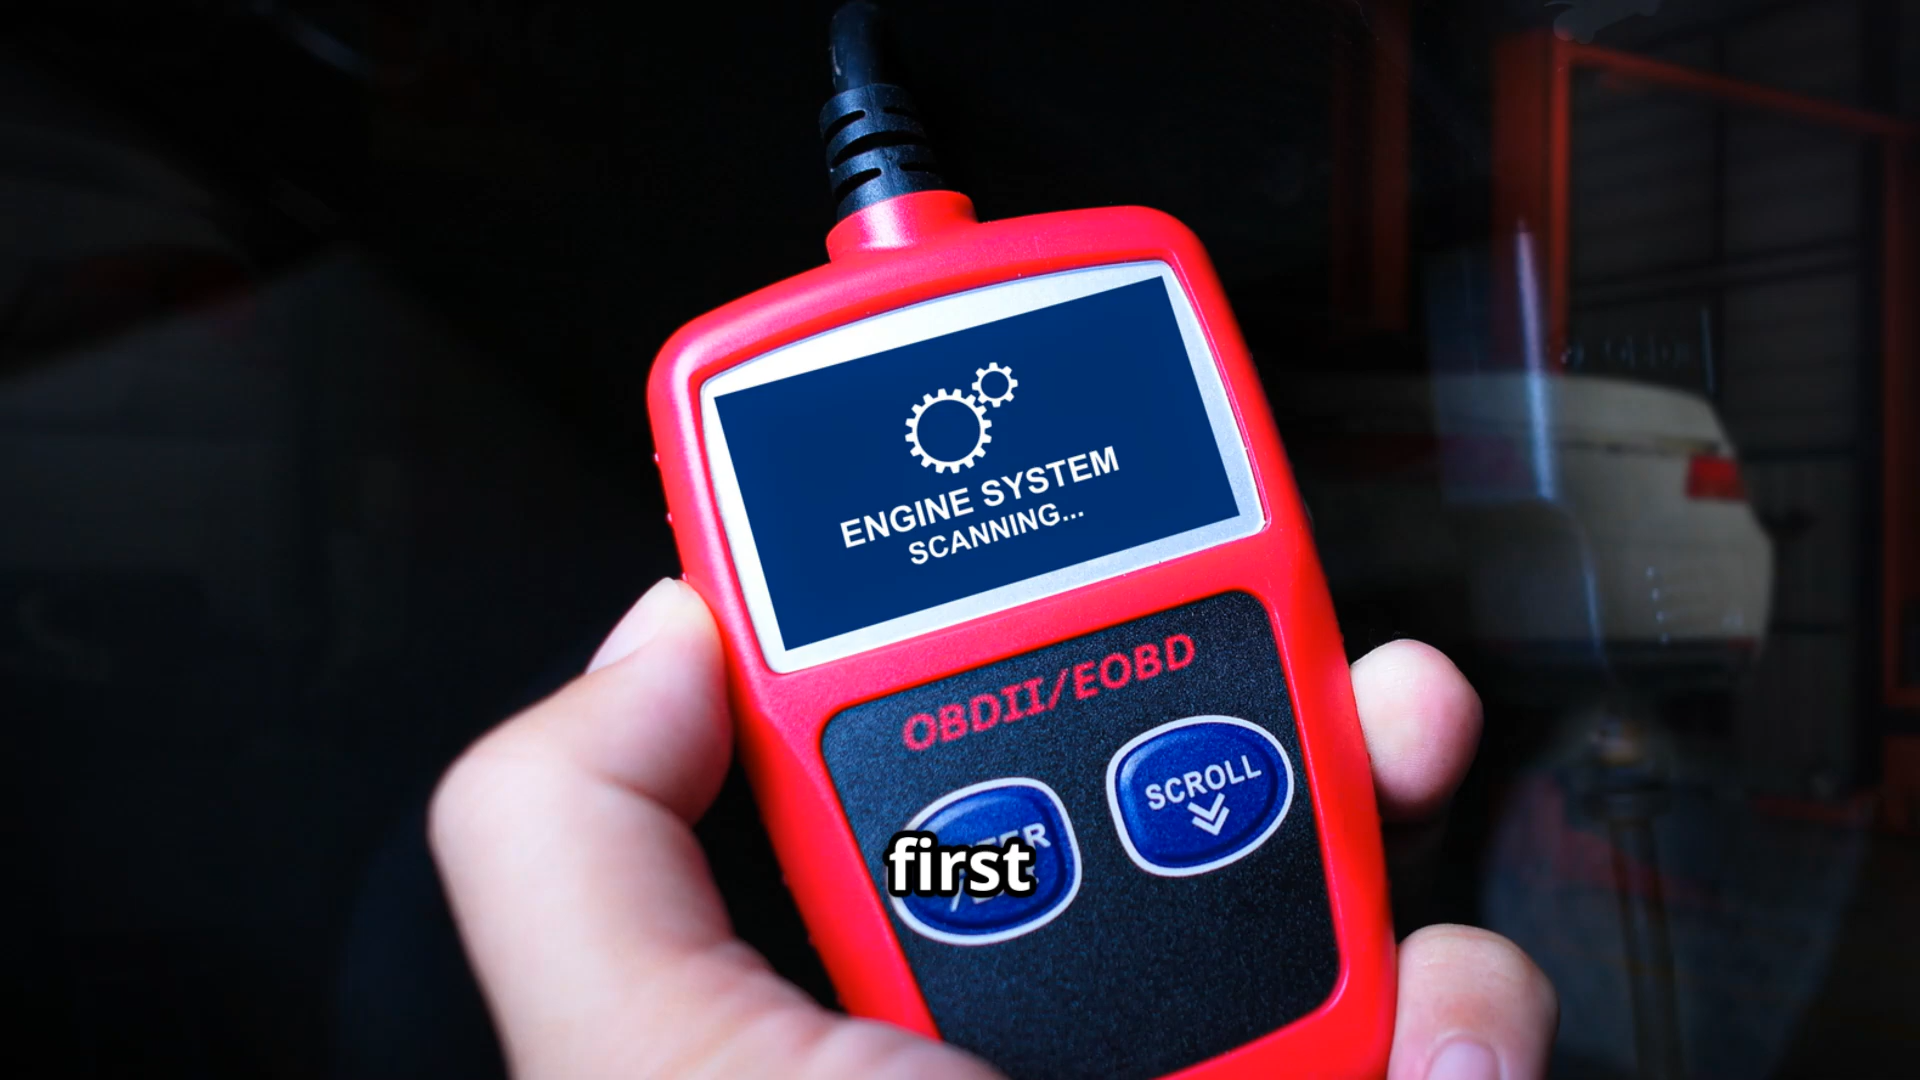 ENGINE SYSTEM
SCANNING...
OBDII/EOBD
SCROLL
first